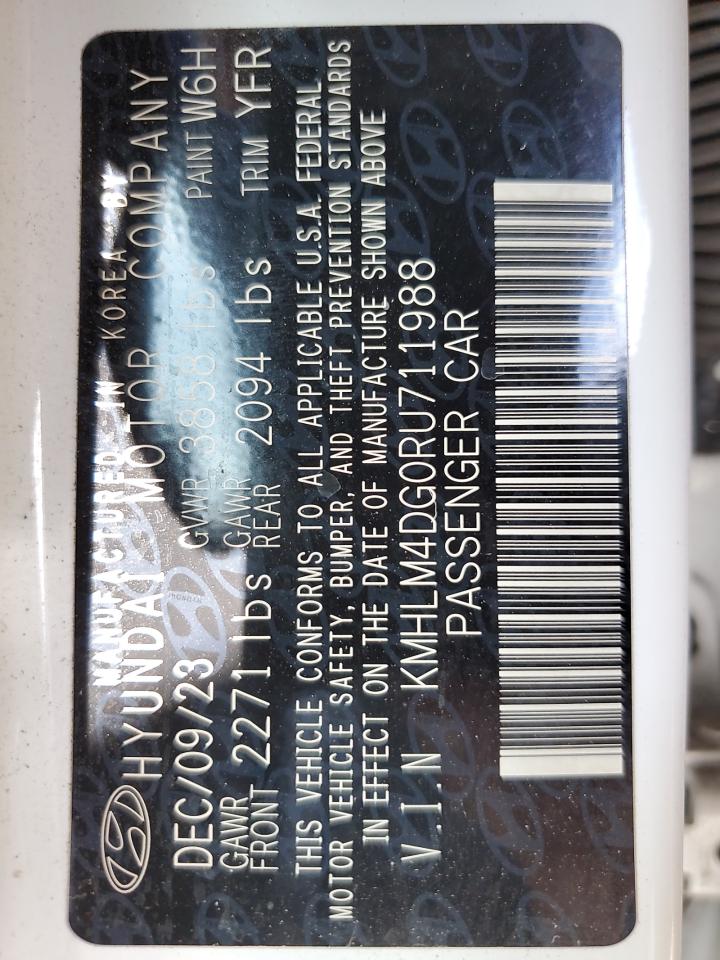 MANUFACTURED IN KOREA BY
HYUNDAI MOTOR COMPANY
DEC/09/23 GVWR 3858 lbs PAINT W6H
GAWR FRONT 2271 lbs GAWR REAR 2094 lbs TRIM YFR
THIS VEHICLE CONFORMS TO ALL APPLICABLE U.S.A. FEDERAL
MOTOR VEHICLE SAFETY, BUMPER, AND THEFT PREVENTION STANDARDS
IN EFFECT ON THE DATE OF MANUFACTURE SHOWN ABOVE
V.I.N KMHLM4DG0RU711988
PASSENGER CAR